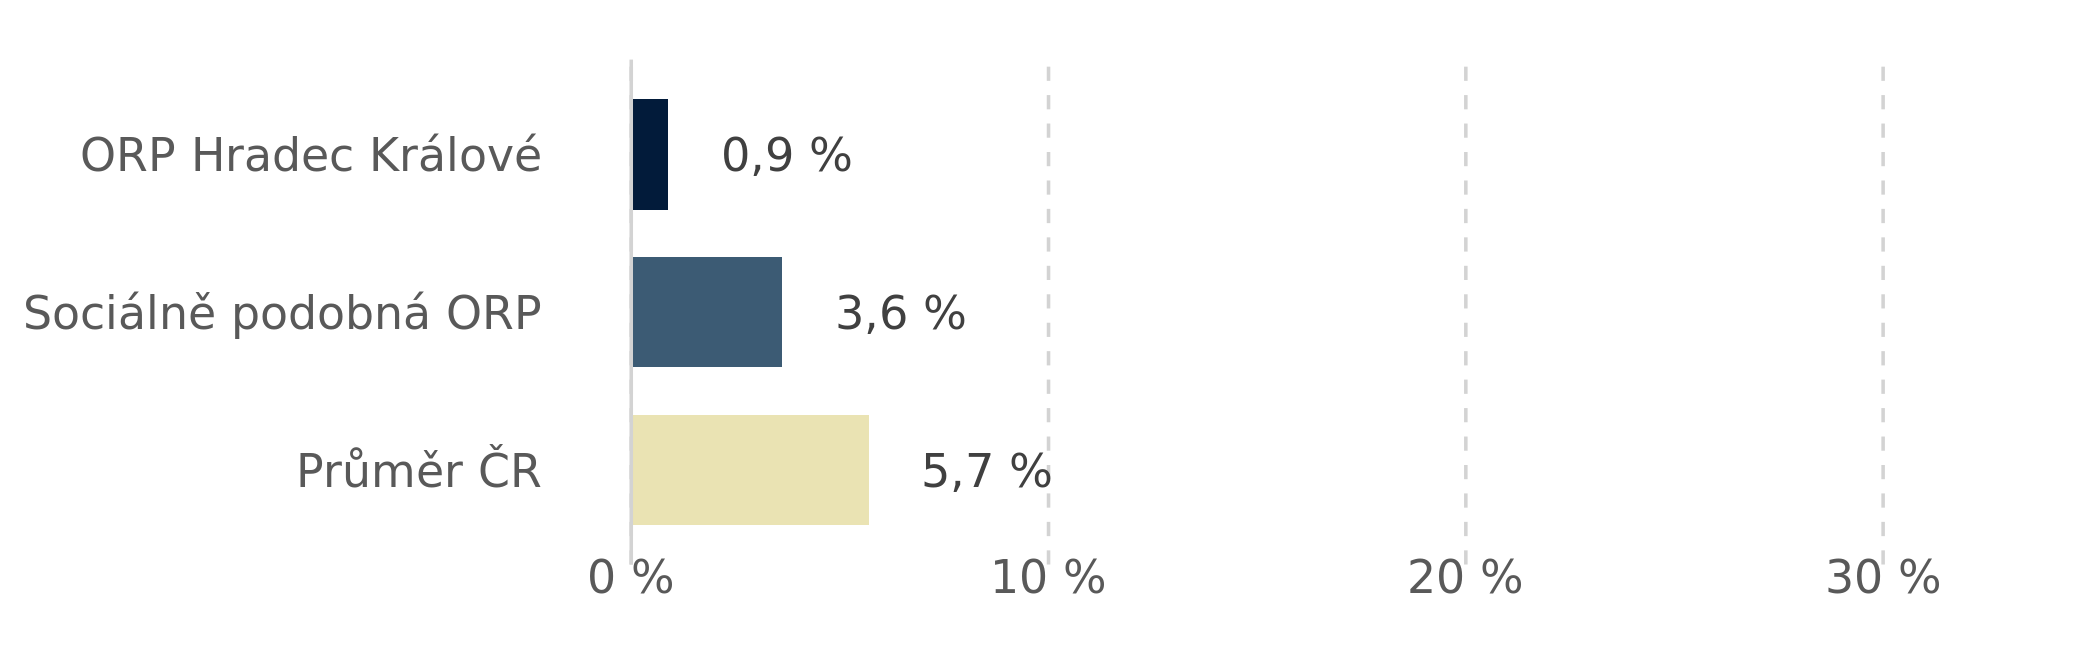 ORP Hradec Králové 0,9 %
Sociálně podobná ORP 3,6 %
Průměr ČR 5,7 %
0 % 10 % 20 % 30 %